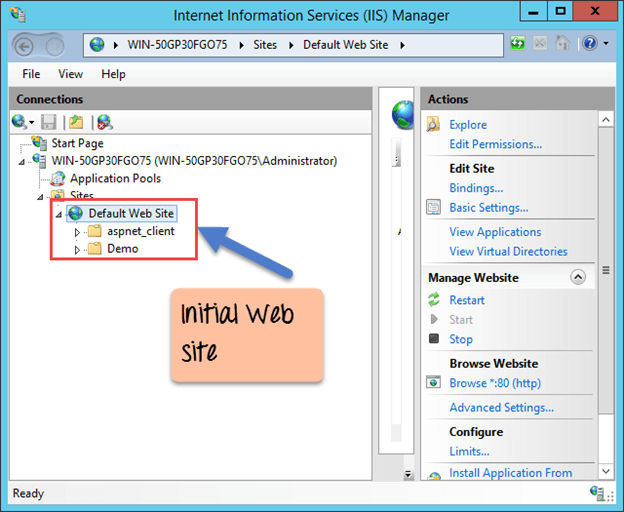 Internet Information Services (IIS) Manager
WIN-50GP30FGO75 Sites Default Web Site
File View Help
Connections
Start Page
WIN-50GP30FGO75 (WIN-50GP30FGO75\Administrator)
Application Pools
Sites
Default Web Site
aspnet_client
Demo
Initial Web
site
Actions
Explore
Edit Permissions...
Edit Site
Bindings...
Basic Settings...
View Applications
View Virtual Directories
Manage Website
Restart
Start
Stop
Browse Website
Browse *:80 (http)
Advanced Settings...
Configure
Limits...
Install Application From
Ready